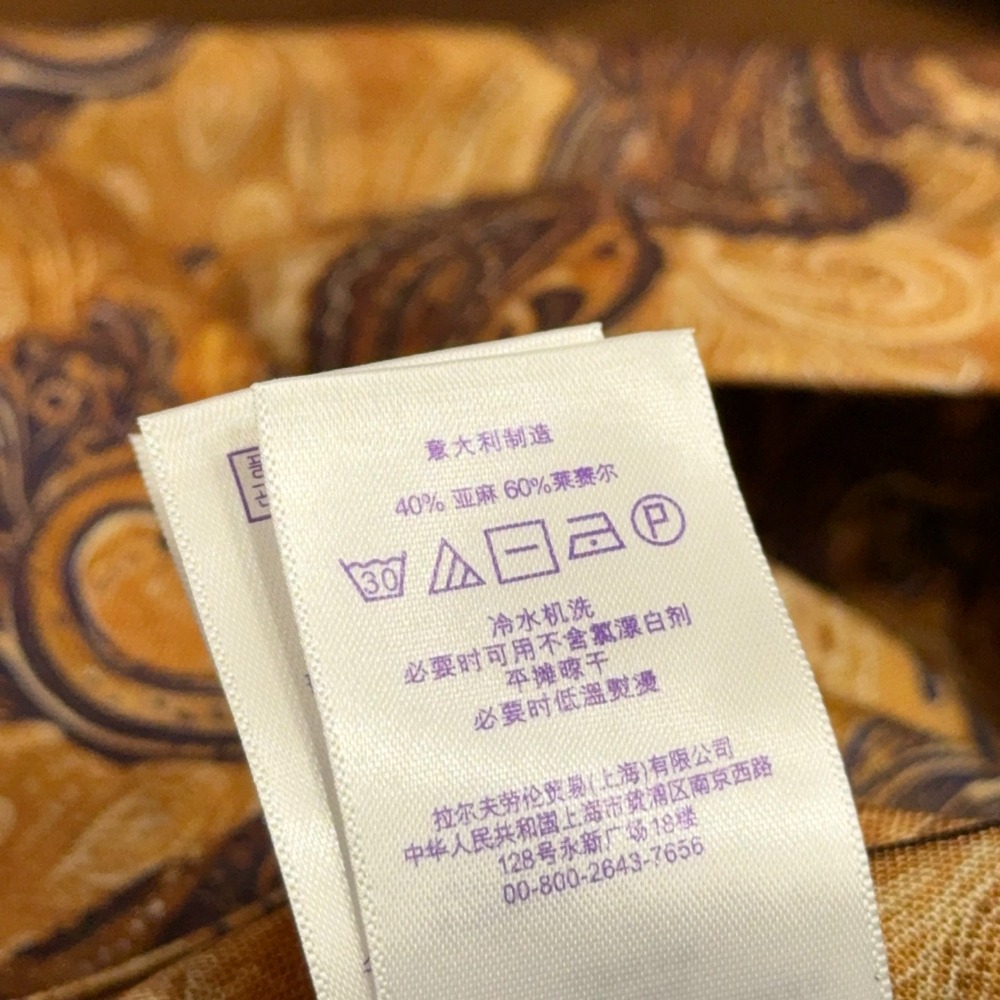 意大利制造
40% 亚麻 60%莱赛尔
30 P
冷水机洗
必要时可用不含氯漂白剂
平摊晾干
必要时低溫熨燙
拉尔夫劳伦贸易(上海)有限公司
中华人民共和国上海市黄浦区南京西路
128号永新广场18楼
00-800-2643-7656